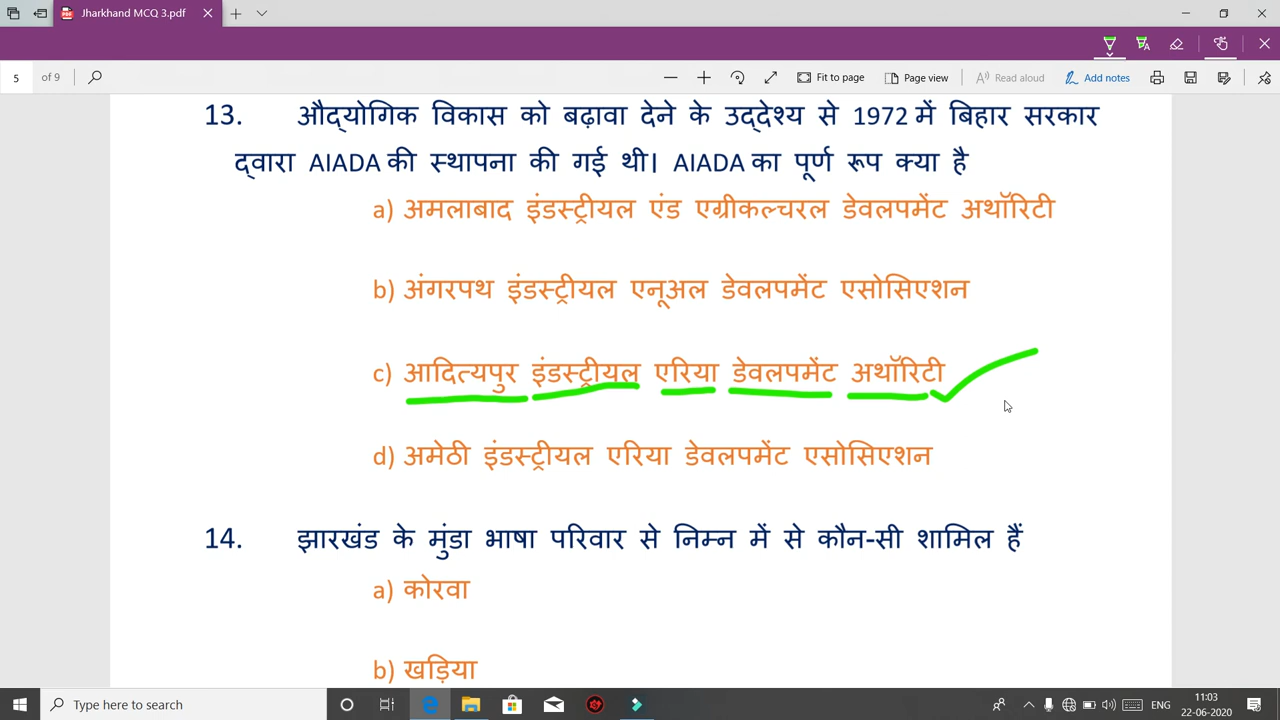 Jharkhand MCQ 3.pdf
5 of 9 Fit to page Page view Read aloud Add notes
13. औद्योगिक विकास को बढ़ावा देने के उद्देश्य से 1972 में बिहार सरकार
द्वारा AIADA की स्थापना की गई थी। AIADA का पूर्ण रूप क्या है
a) अमलाबाद इंडस्ट्रीयल एंड एग्रीकल्चरल डेवलपमेंट अथॉरिटी
b) अंगरपथ इंडस्ट्रीयल एनूअल डेवलपमेंट एसोसिएशन
c) आदित्यपुर इंडस्ट्रीयल एरिया डेवलपमेंट अथॉरिटी
d) अमेठी इंडस्ट्रीयल एरिया डेवलपमेंट एसोसिएशन
14. झारखंड के मुंडा भाषा परिवार से निम्न में से कौन-सी शामिल हैं
a) कोरवा
b) खड़िया
Type here to search ENG 11:03
22-06-2020